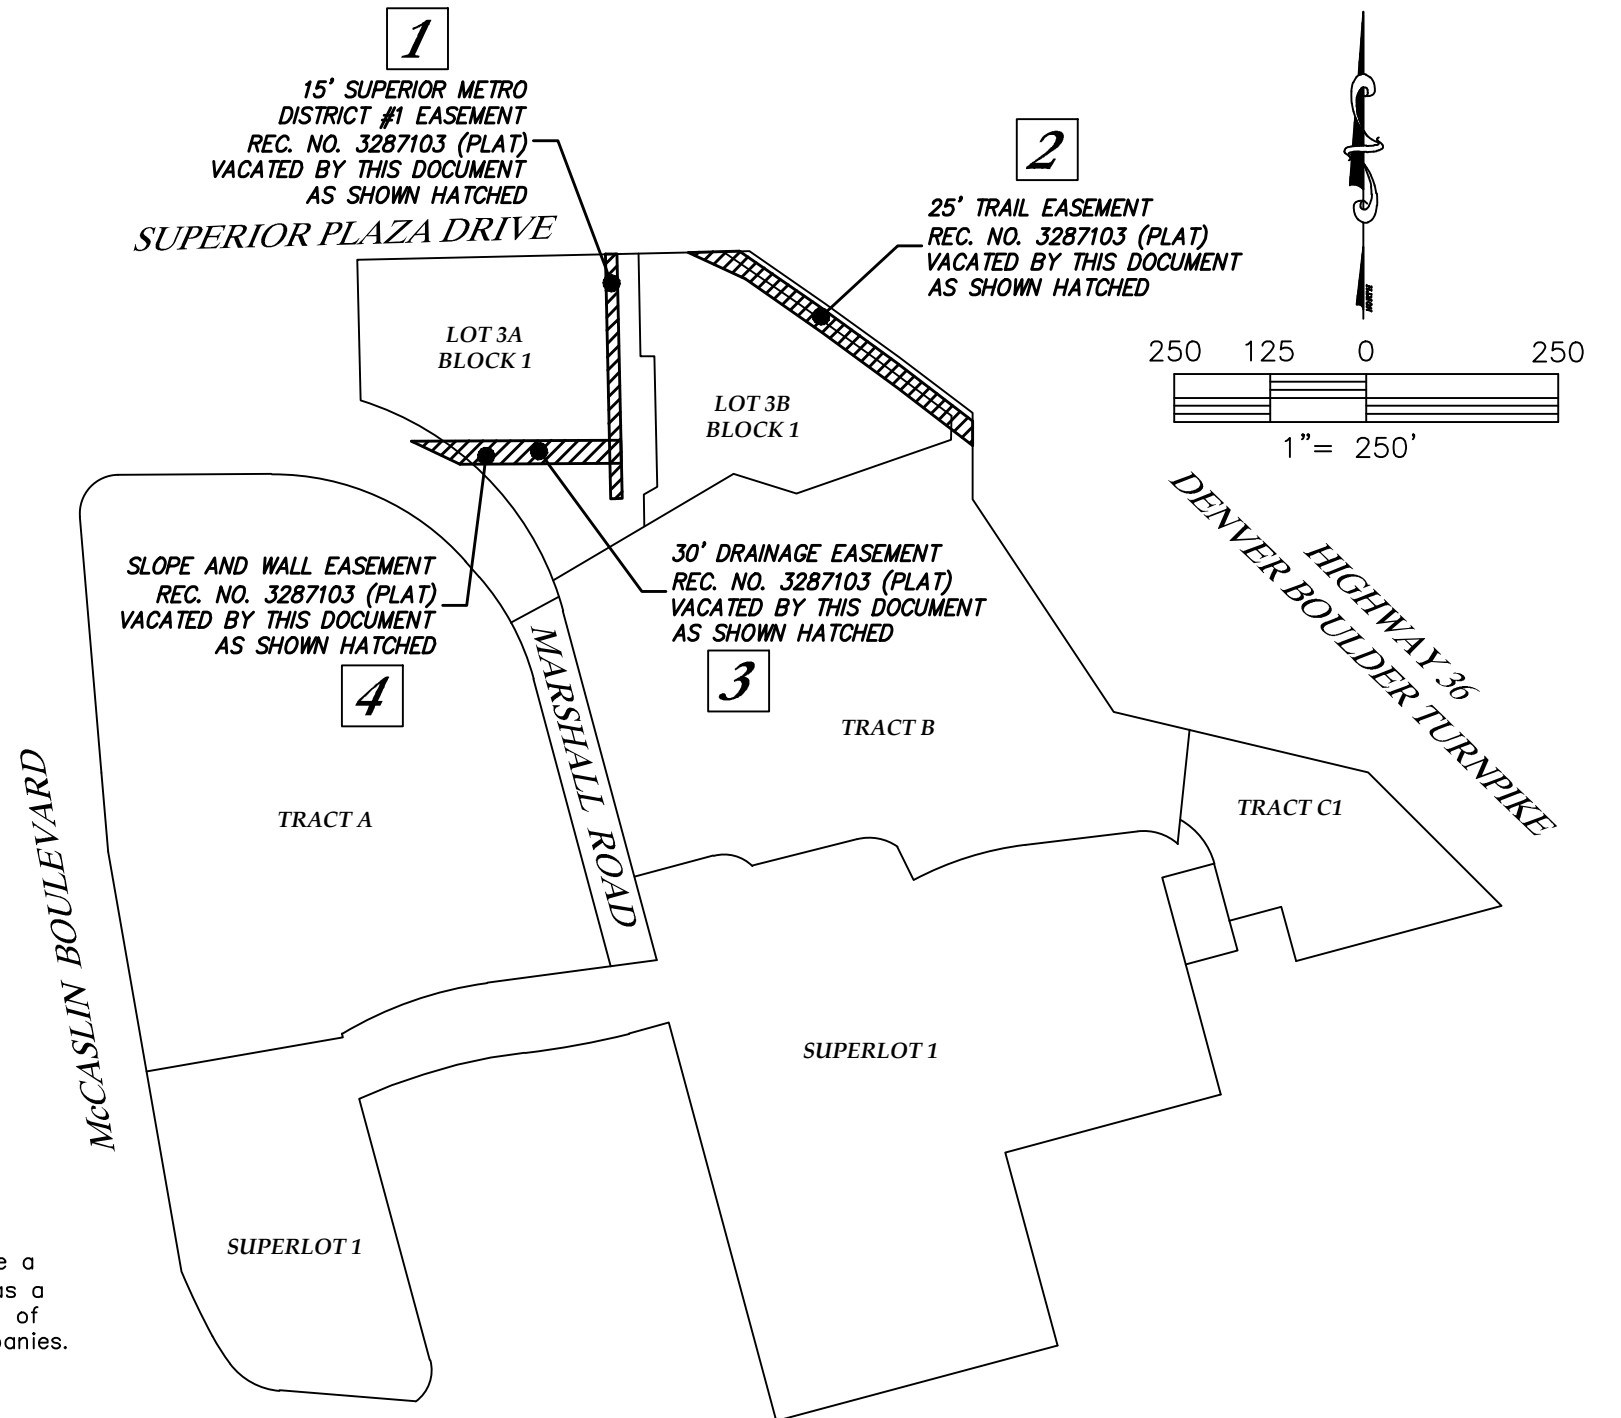 1
15' SUPERIOR METRO
DISTRICT #1 EASEMENT
REC. NO. 3287103 (PLAT)
VACATED BY THIS DOCUMENT
AS SHOWN HATCHED
SUPERIOR PLAZA DRIVE
2
25' TRAIL EASEMENT
REC. NO. 3287103 (PLAT)
VACATED BY THIS DOCUMENT
AS SHOWN HATCHED
250 125 0 250
1"= 250'
LOT 3A
BLOCK 1
LOT 3B
BLOCK 1
HIGHWAY 36
DENVER BOULDER TURNPIKE
SLOPE AND WALL EASEMENT
REC. NO. 3287103 (PLAT)
VACATED BY THIS DOCUMENT
AS SHOWN HATCHED
4
30' DRAINAGE EASEMENT
REC. NO. 3287103 (PLAT)
VACATED BY THIS DOCUMENT
AS SHOWN HATCHED
3
MARSHALL ROAD
TRACT B
TRACT A
TRACT C1
McCASLIN BOULEVARD
SUPERLOT 1
SUPERLOT 1
e a
as a
of
panies.